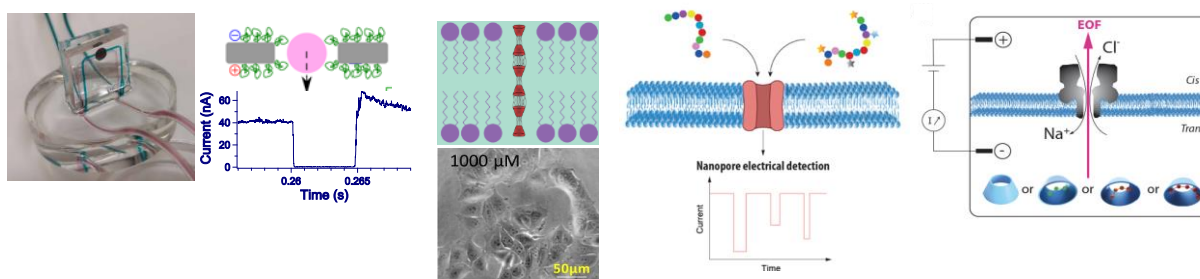 Current (nA)
60
40
20
0
0.26
0.265
Time (s)
1000 µM
50µm
Nanopore electrical detection
Current
Time
EOF
Cl-
Cis
Na+
Tran
I
or
or
or